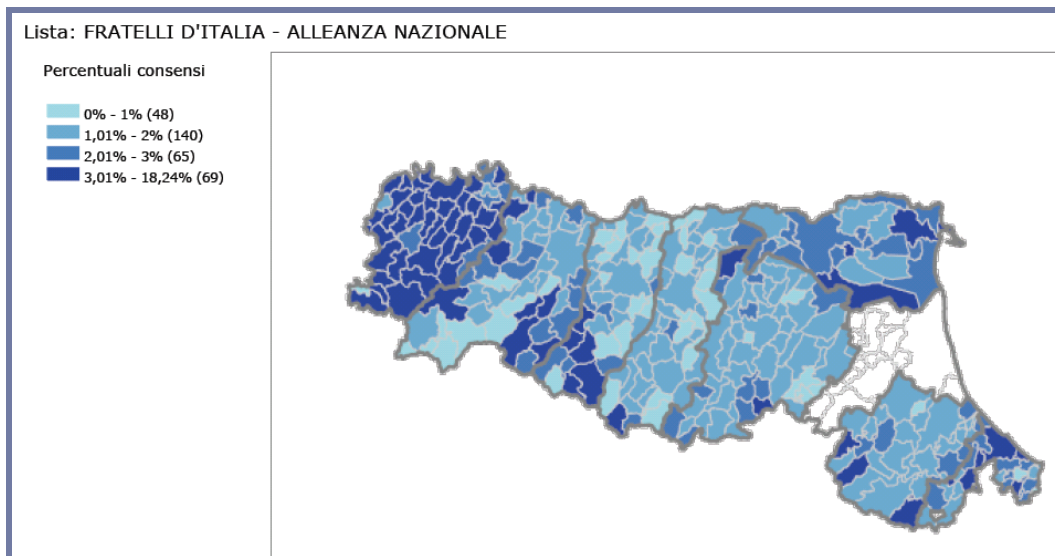 Lista: FRATELLI D'ITALIA - ALLEANZA NAZIONALE
Percentuali consensi
0% - 1% (48)
1,01% - 2% (140)
2,01% - 3% (65)
3,01% - 18,24% (69)